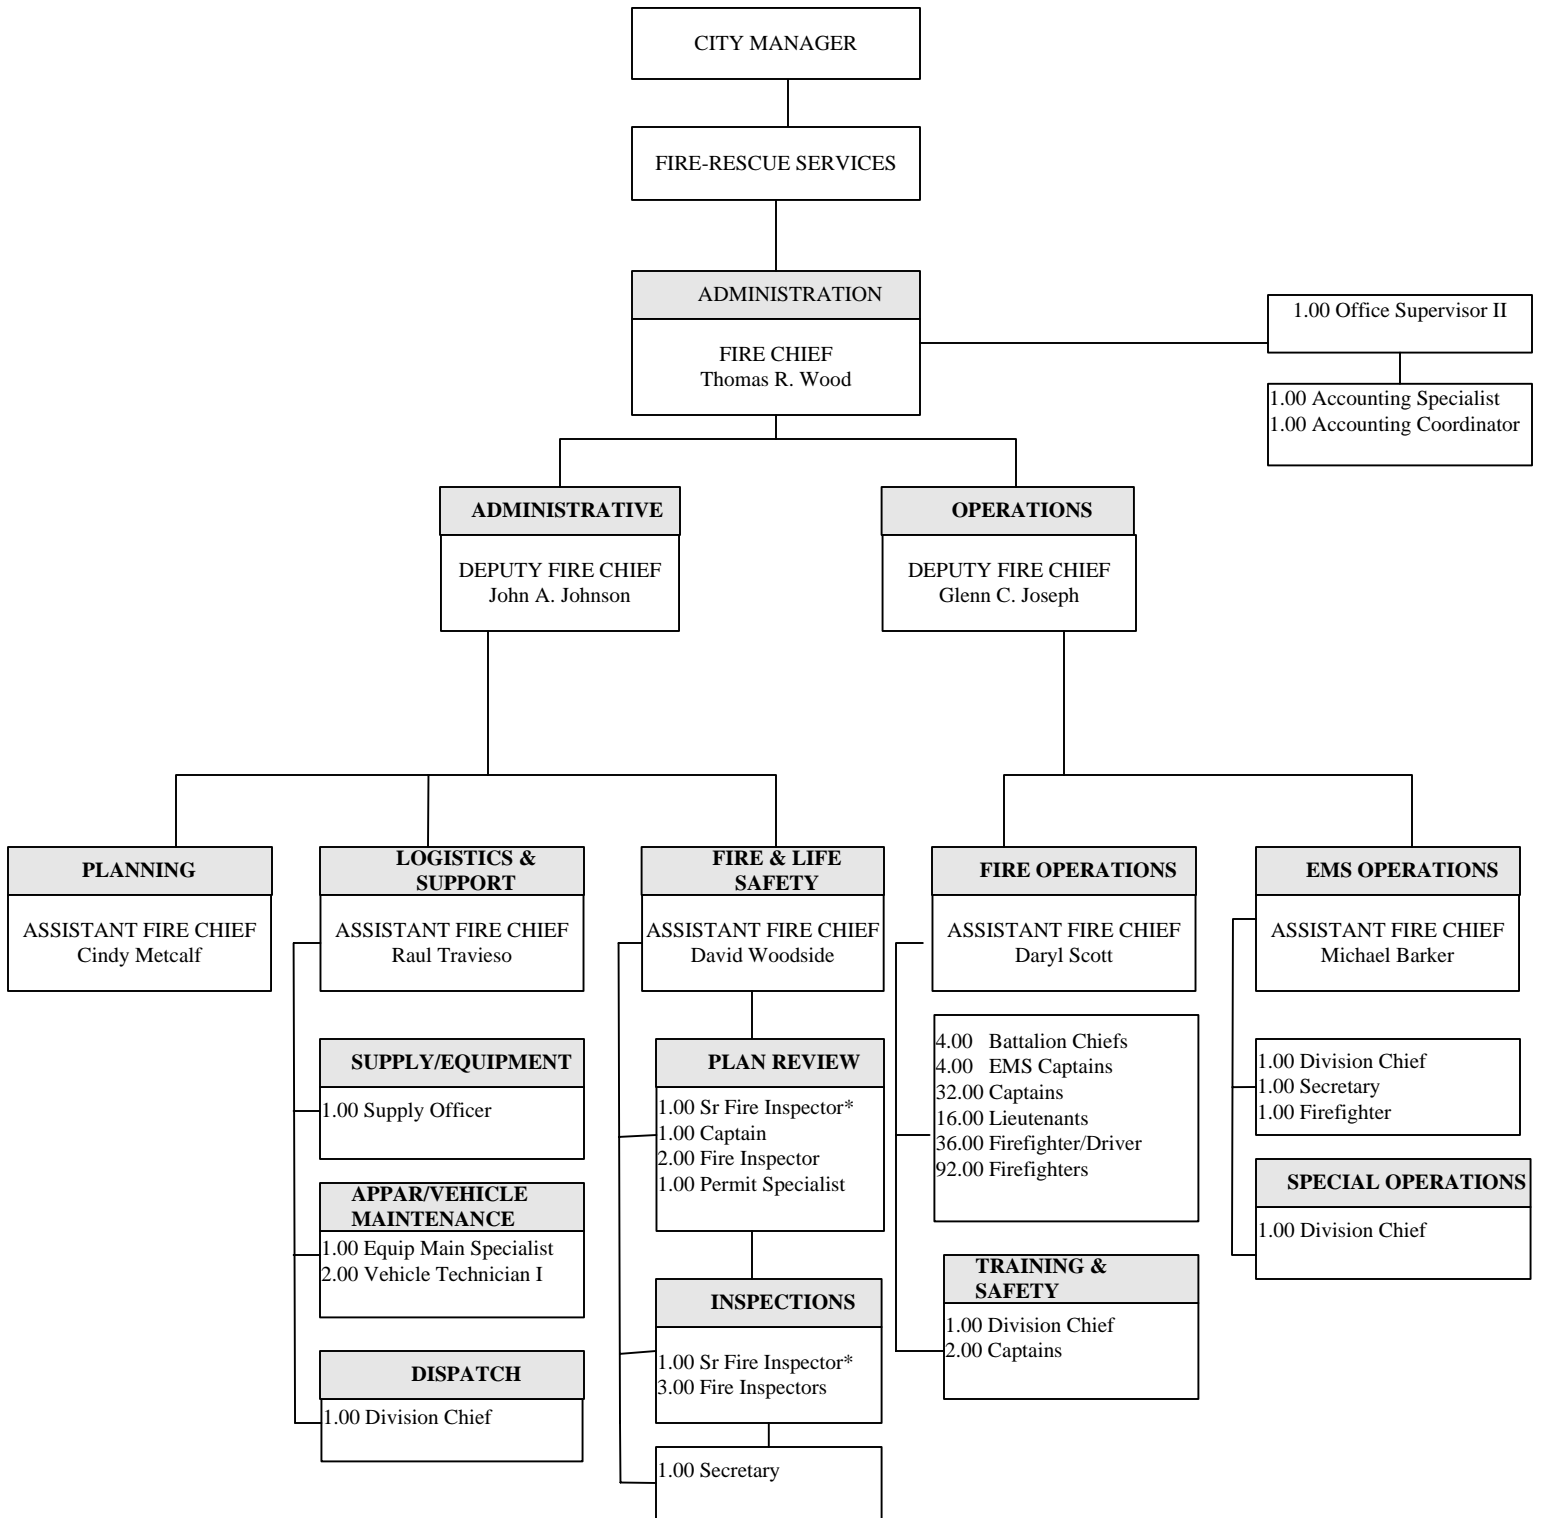 CITY MANAGER
FIRE-RESCUE SERVICES
ADMINISTRATION
FIRE CHIEF
Thomas R. Wood
1.00 Office Supervisor II
1.00 Accounting Specialist
1.00 Accounting Coordinator
ADMINISTRATIVE
DEPUTY FIRE CHIEF
John A. Johnson
OPERATIONS
DEPUTY FIRE CHIEF
Glenn C. Joseph
PLANNING
ASSISTANT FIRE CHIEF
Cindy Metcalf
LOGISTICS &
SUPPORT
ASSISTANT FIRE CHIEF
Raul Travieso
SUPPLY/EQUIPMENT
1.00 Supply Officer
APPAR/VEHICLE
MAINTENANCE
1.00 Equip Main Specialist
2.00 Vehicle Technician I
DISPATCH
1.00 Division Chief
FIRE & LIFE
SAFETY
ASSISTANT FIRE CHIEF
David Woodside
PLAN REVIEW
1.00 Sr Fire Inspector*
1.00 Captain
2.00 Fire Inspector
1.00 Permit Specialist
INSPECTIONS
1.00 Sr Fire Inspector*
3.00 Fire Inspectors
1.00 Secretary
FIRE OPERATIONS
ASSISTANT FIRE CHIEF
Daryl Scott
4.00 Battalion Chiefs
4.00 EMS Captains
32.00 Captains
16.00 Lieutenants
36.00 Firefighter/Driver
92.00 Firefighters
TRAINING &
SAFETY
1.00 Division Chief
2.00 Captains
EMS OPERATIONS
ASSISTANT FIRE CHIEF
Michael Barker
1.00 Division Chief
1.00 Secretary
1.00 Firefighter
SPECIAL OPERATIONS
1.00 Division Chief